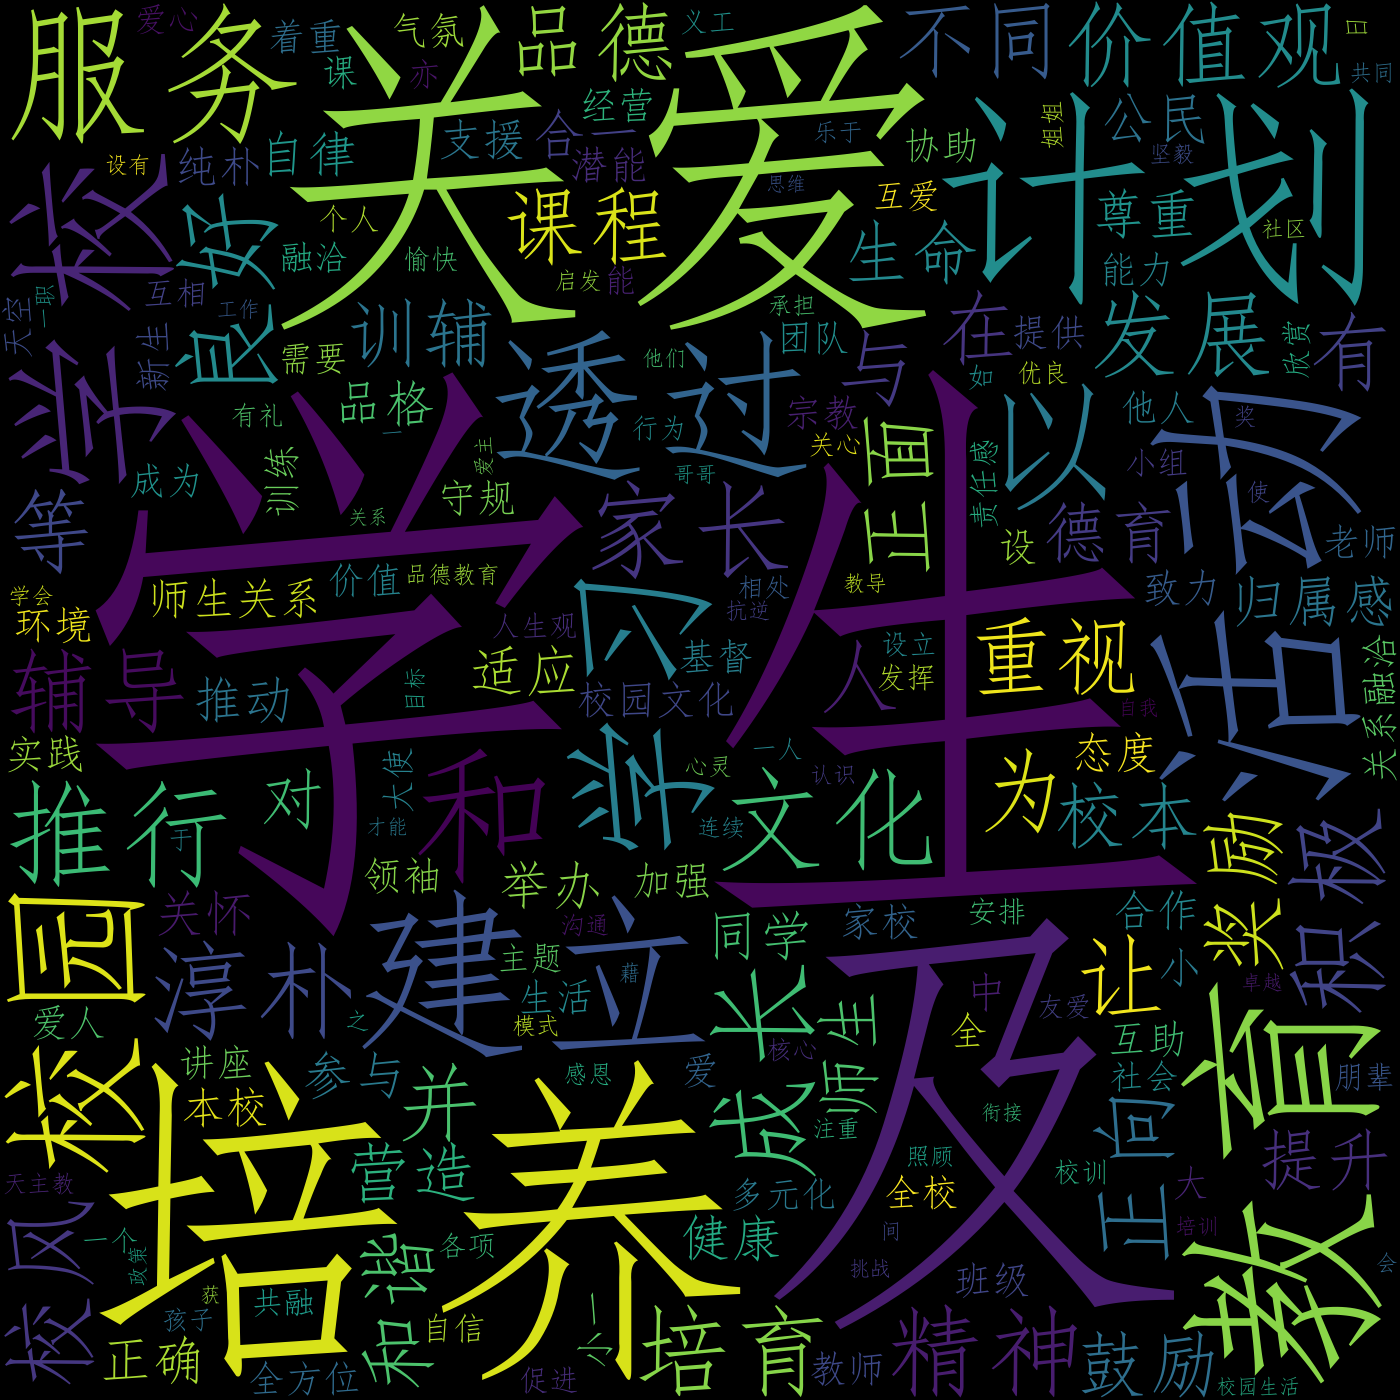 爱心
着重
气氛
品德
义工
不同
价值观
日
共同
服务
关爱
计划
课
亦
经营
支援
合一
乐于
协助
姐姐
公民
坚毅
设有
纯朴
自律
潜能
思维
互爱
尊重
学校
良好
个人
课程
生命
社区
融洽
愉快
启发
能
能力
天空
一职
互相
工作
承担
发展
新生
训辅
透过
他们
团队
与
在
提供
欣赏
有
需要
品格
如
优良
以
他人
活动
奖
有礼
一
行为
宗教
关心
正面
小组
成为
训练
爱主
哥哥
责任感
使
等
学生
守规
家长
设
德育
老师
关系
师生关系
价值
品德教育
学习
相处
教导
致力
归属感
学会
环境
人生观
抗逆
辅导
推动
目标
适应
基督
人
设立
发挥
重视
关系融洽
校园文化
自我
实践
大使
和
心灵
一人
认识
态度
推行
对
文化
为
校本
于
才能
连续
奖励
积极
领袖
举办
加强
校园
关怀
建立
沟通
同学
家校
安排
合作
小
淳朴
主题
藉
成长
及
让
卓越
爱人
之
生活
模式
师生
中
友爱
全
互助
教育
讲座
参与
感恩
爱
核心
社会
朋辈
本校
并
注重
衔接
培养
营造
照顾
校训
正向
提升
天主教
多元化
全校
大
校风
一个
政策
和谐
各项
健康
间
培训
挑战
班级
会
获
孩子
共融
自信
小一
正确
培育
精神
鼓励
全方位
促进
教师
校园生活